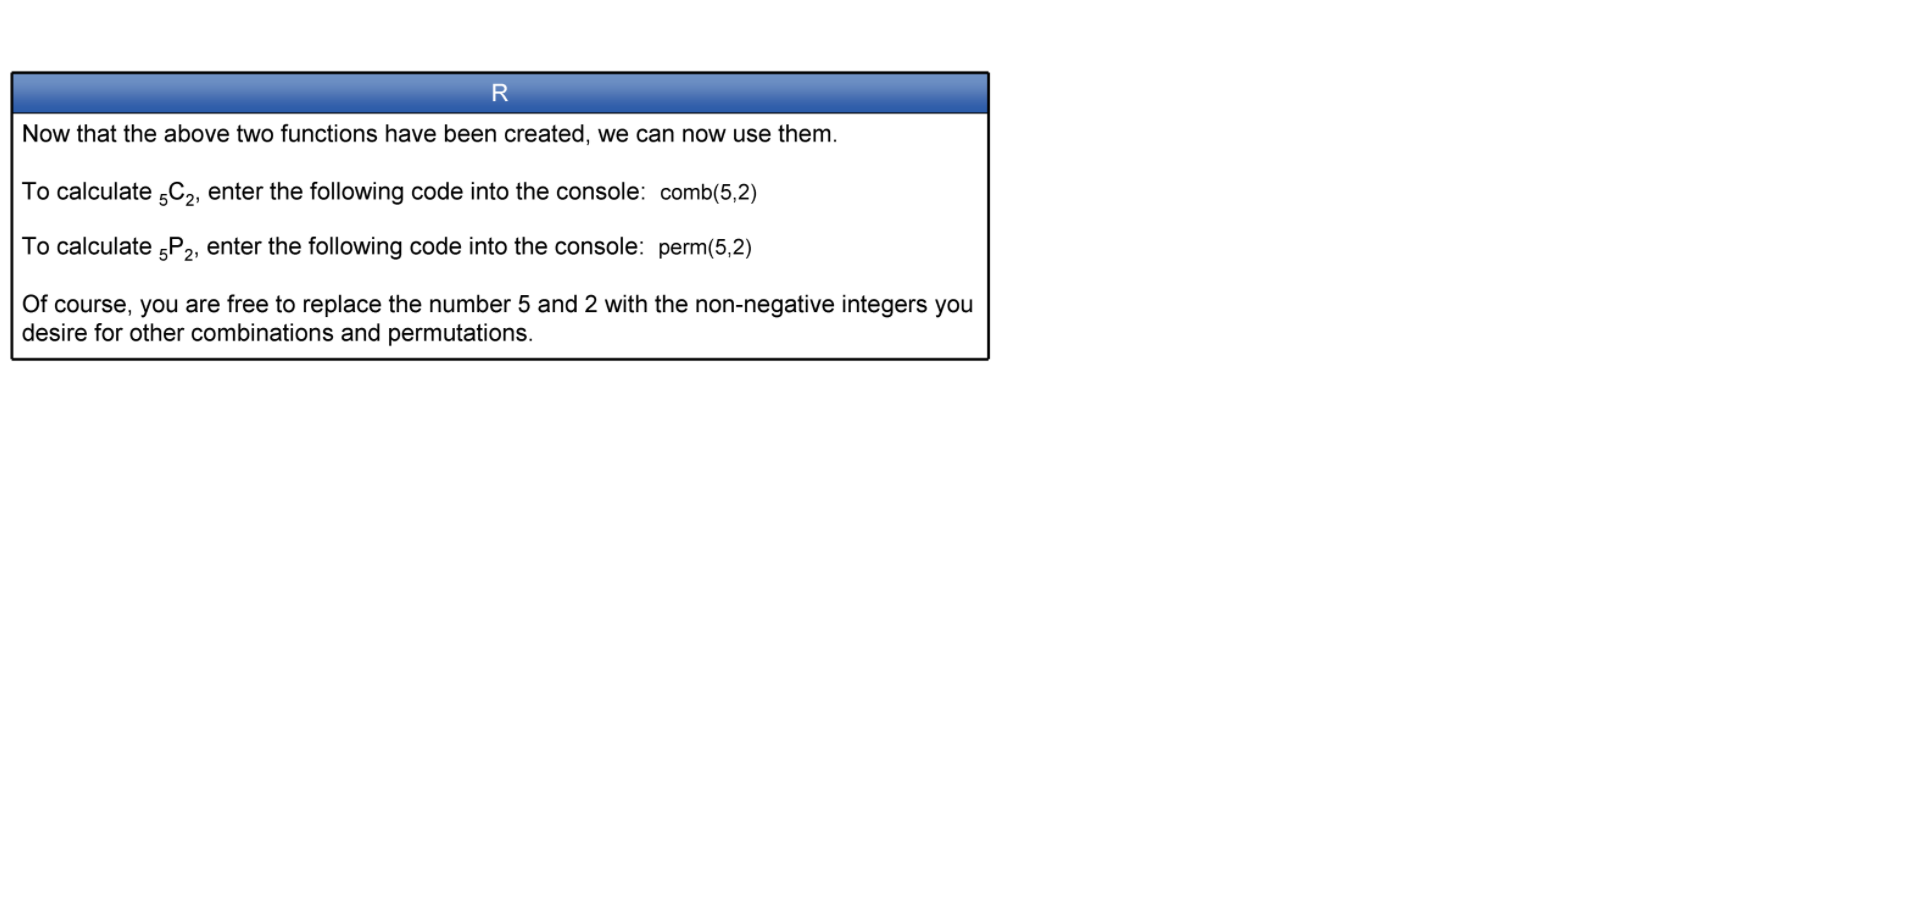 R
Now that the above two functions have been created, we can now use them.
To calculate ₅C₂, enter the following code into the console: comb(5,2)
To calculate ₅P₂, enter the following code into the console: perm(5,2)
Of course, you are free to replace the number 5 and 2 with the non-negative integers you
desire for other combinations and permutations.